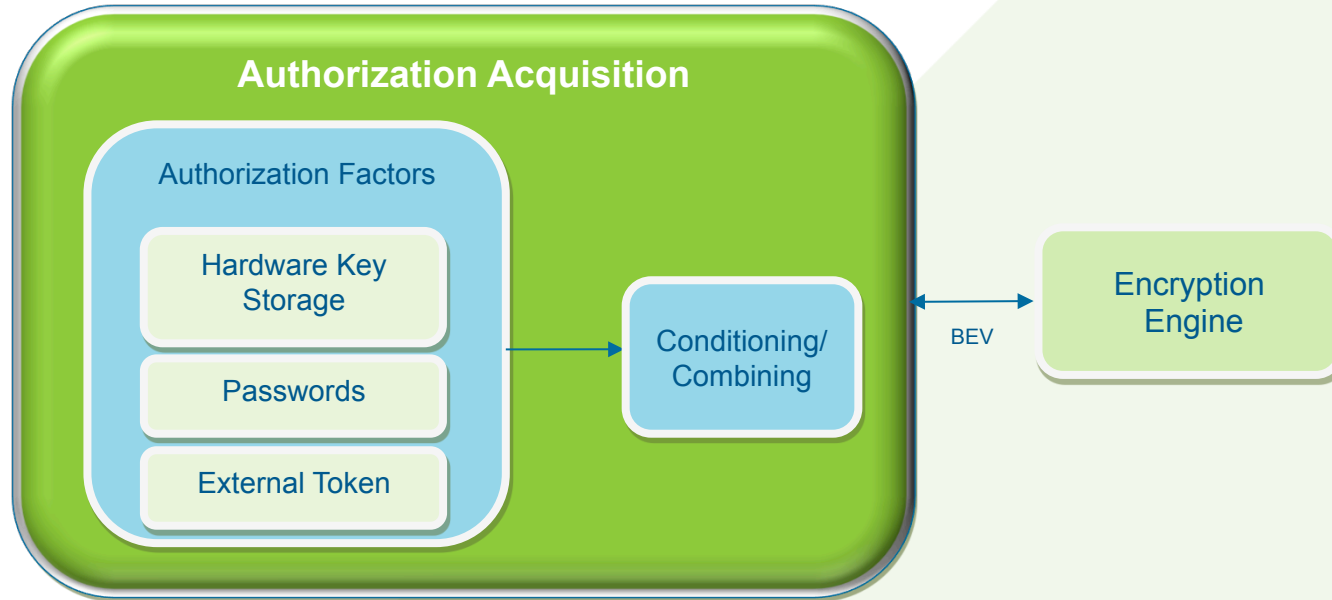 Authorization Acquisition
Authorization Factors
Hardware Key
Storage
Passwords
External Token
Conditioning/
Combining
BEV
Encryption
Engine